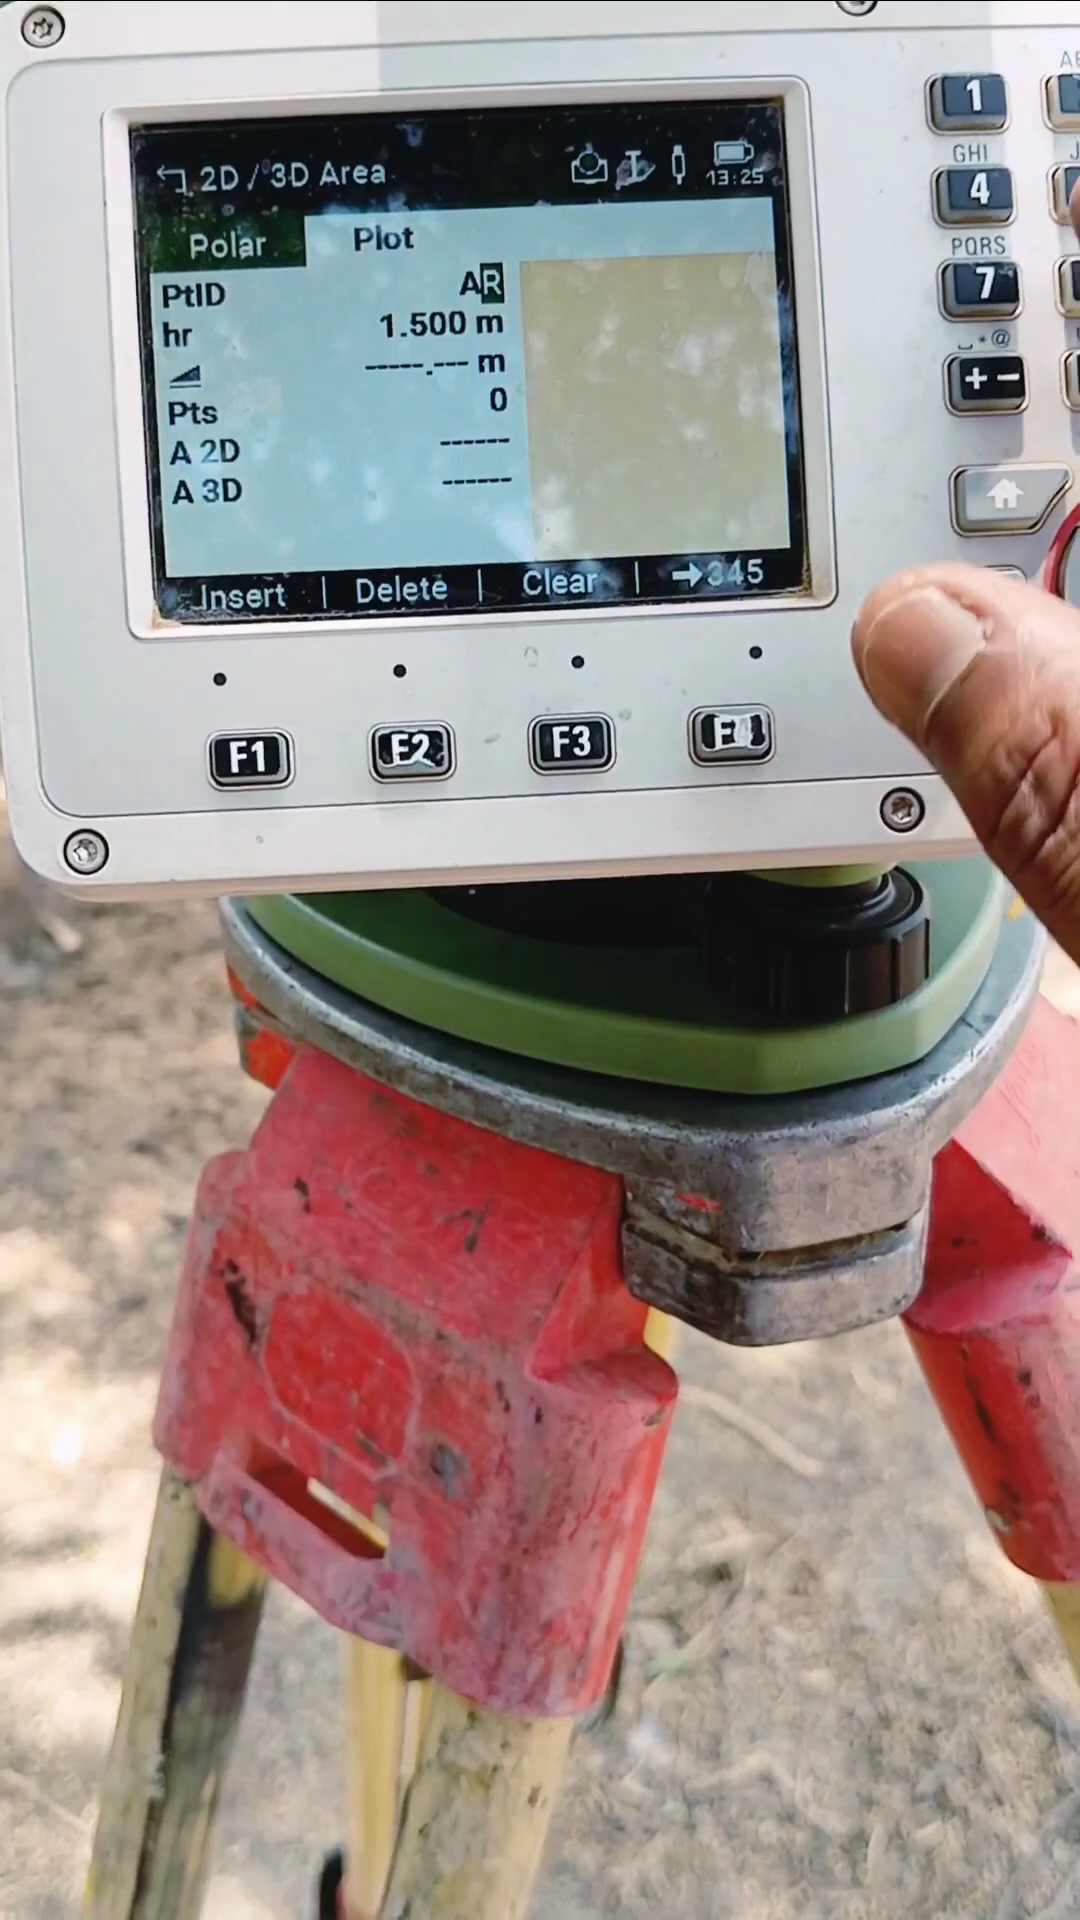 2D / 3D Area
13:25
Polar Plot
PtID AR
hr 1.500 m
-----.--- m
Pts 0
A 2D ------
A 3D ------
Insert | Delete | Clear | ➔345
F1 F2 F3 F4
1
GHI
4
PQRS
7
␣*@
+ −